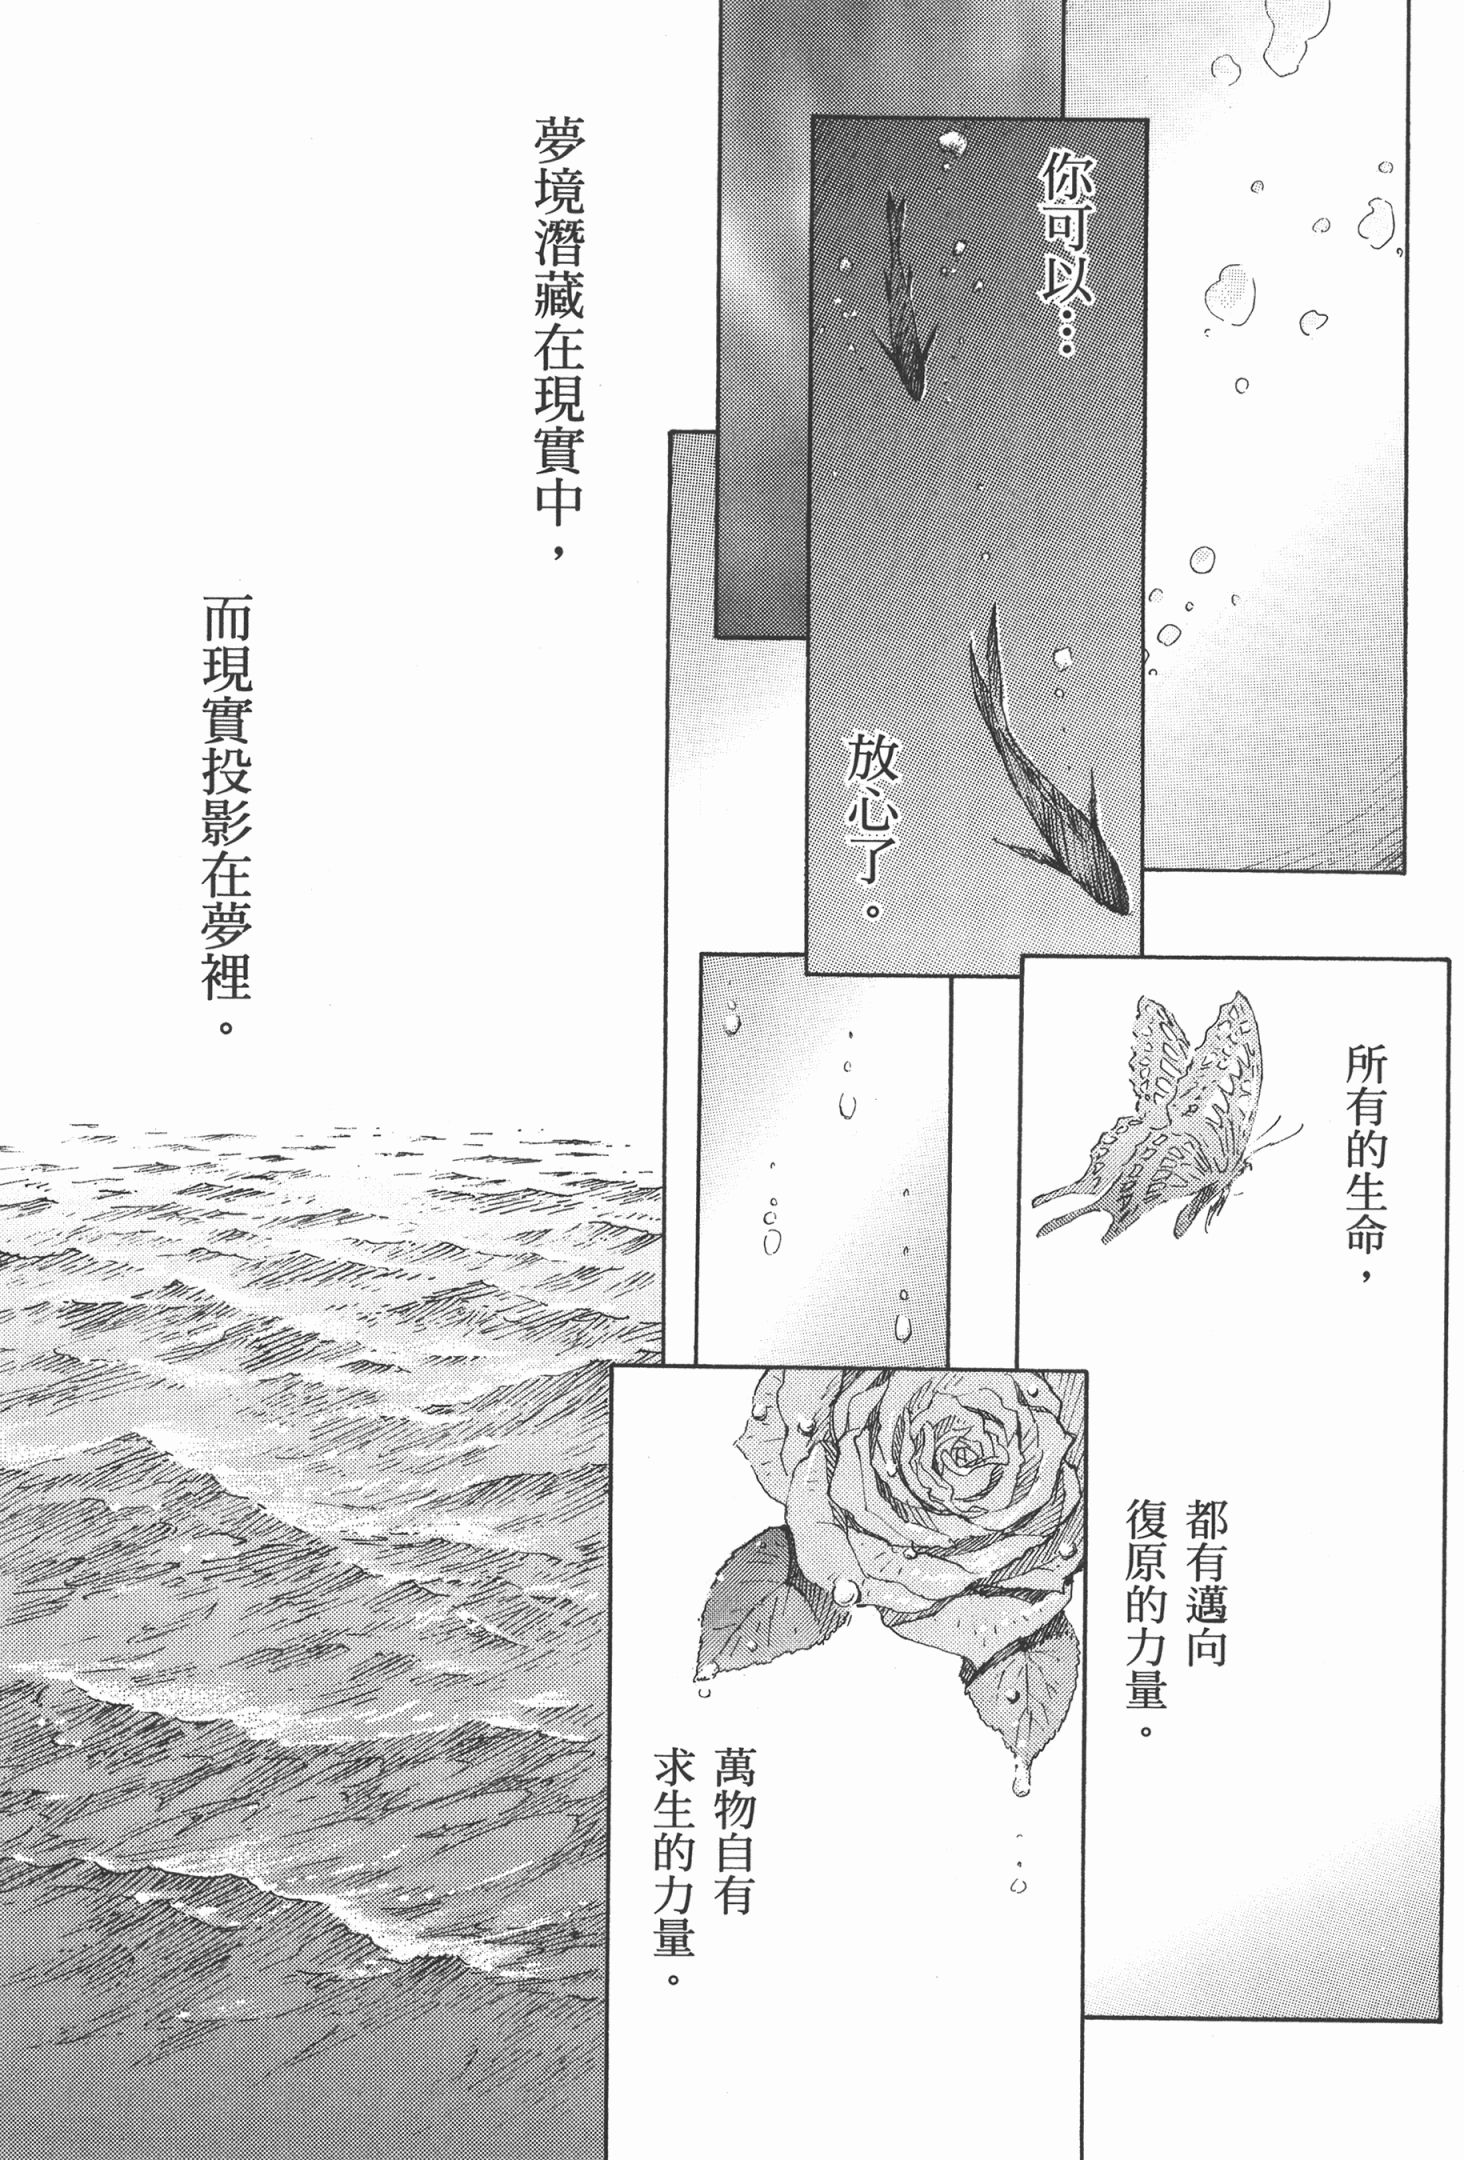 你可以…
放心了。
所有的生命，
都有邁向
復原的力量。
萬物自有
求生的力量。
夢境潛藏在現實中，
而現實投影在夢裡。